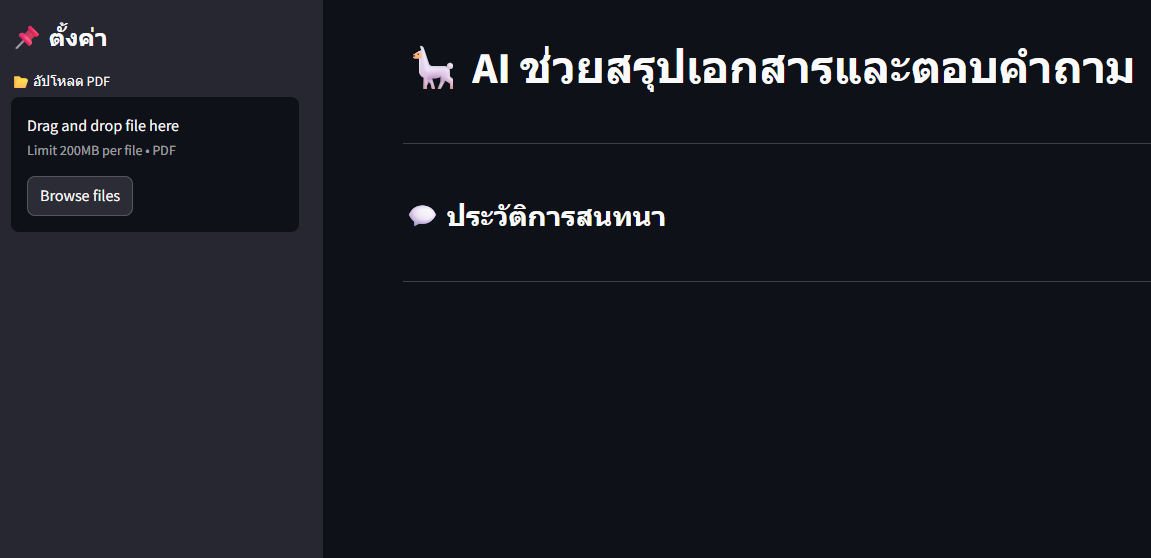 📌 ตั้งค่า
📂 อัปโหลด PDF
Drag and drop file here
Limit 200MB per file • PDF
Browse files
🦙 AI ช่วยสรุปเอกสารและตอบคำถาม
💬 ประวัติการสนทนา